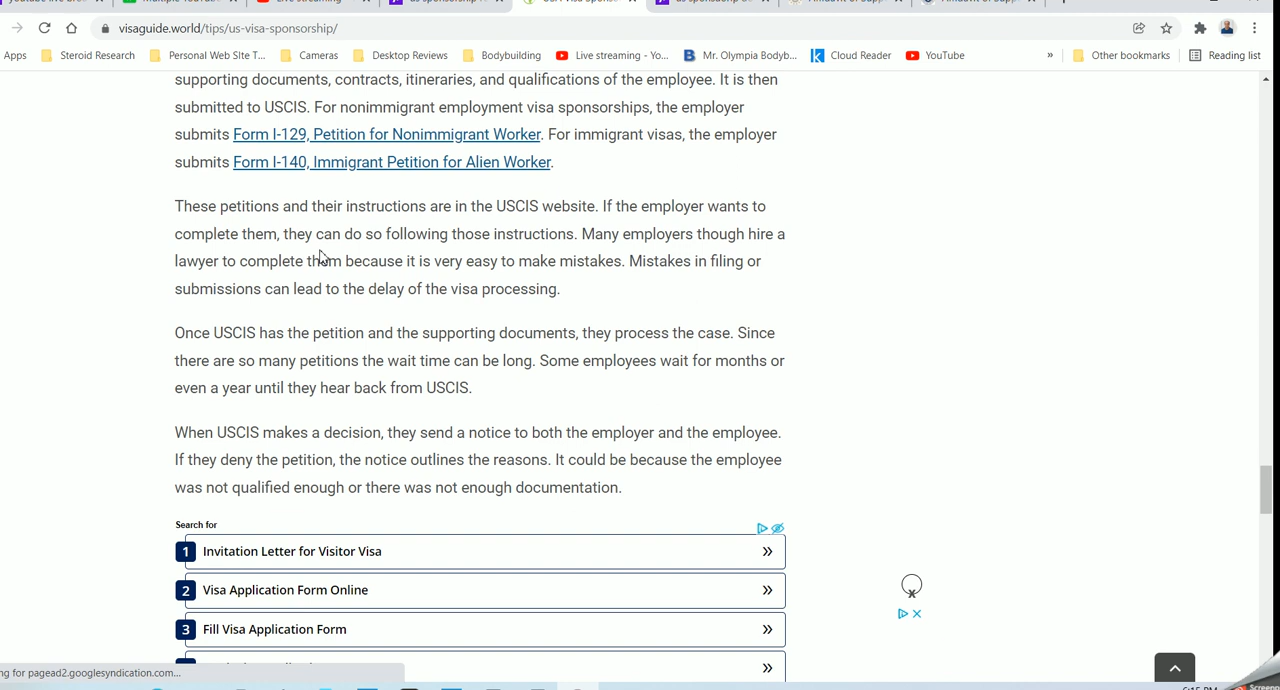 visaguide.world/tips/us-visa-sponsorship/
Apps Steroid Research Personal WEb SIte T... Cameras Desktop Reviews Bodybuilding Live streaming - Yo... Mr. Olympia Bodyb... Cloud Reader YouTube » Other bookmarks Reading list
supporting documents, contracts, itineraries, and qualifications of the employee. It is then
submitted to USCIS. For nonimmigrant employment visa sponsorships, the employer
submits Form I-129, Petition for Nonimmigrant Worker. For immigrant visas, the employer
submits Form I-140, Immigrant Petition for Alien Worker.
These petitions and their instructions are in the USCIS website. If the employer wants to
complete them, they can do so following those instructions. Many employers though hire a
lawyer to complete them because it is very easy to make mistakes. Mistakes in filing or
submissions can lead to the delay of the visa processing.
Once USCIS has the petition and the supporting documents, they process the case. Since
there are so many petitions the wait time can be long. Some employees wait for months or
even a year until they hear back from USCIS.
When USCIS makes a decision, they send a notice to both the employer and the employee.
If they deny the petition, the notice outlines the reasons. It could be because the employee
was not qualified enough or there was not enough documentation.
Search for
1 Invitation Letter for Visitor Visa »
2 Visa Application Form Online »
x
3 Fill Visa Application Form »
ng for pagead2.googlesyndication.com...